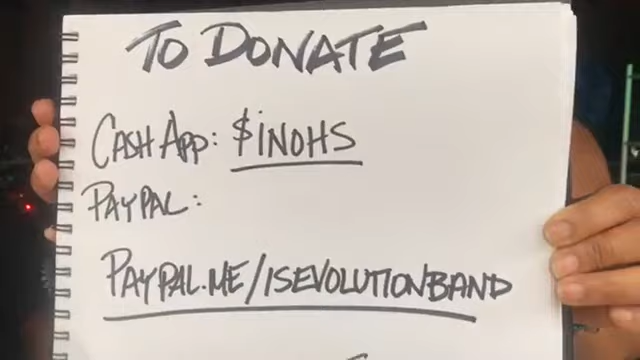 TO DONATE
CASH APP: $INOHS
PAYPAL:
PAYPAL.ME/ISEVOLUTIONBAND